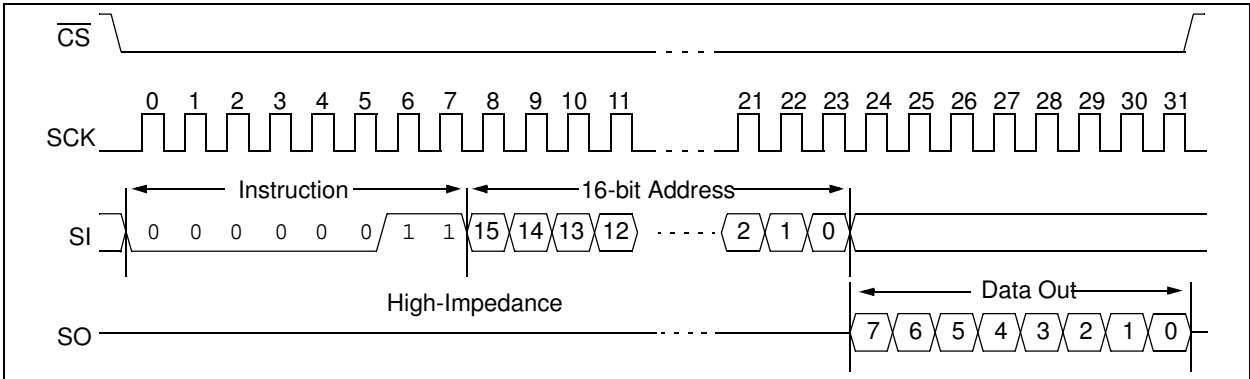 CS
0 1 2 3 4 5 6 7 8 9 10 11 21 22 23 24 25 26 27 28 29 30 31
SCK
Instruction 16-bit Address
SI 0 0 0 0 0 0 1 1 15 14 13 12 2 1 0
High-Impedance Data Out
SO 7 6 5 4 3 2 1 0